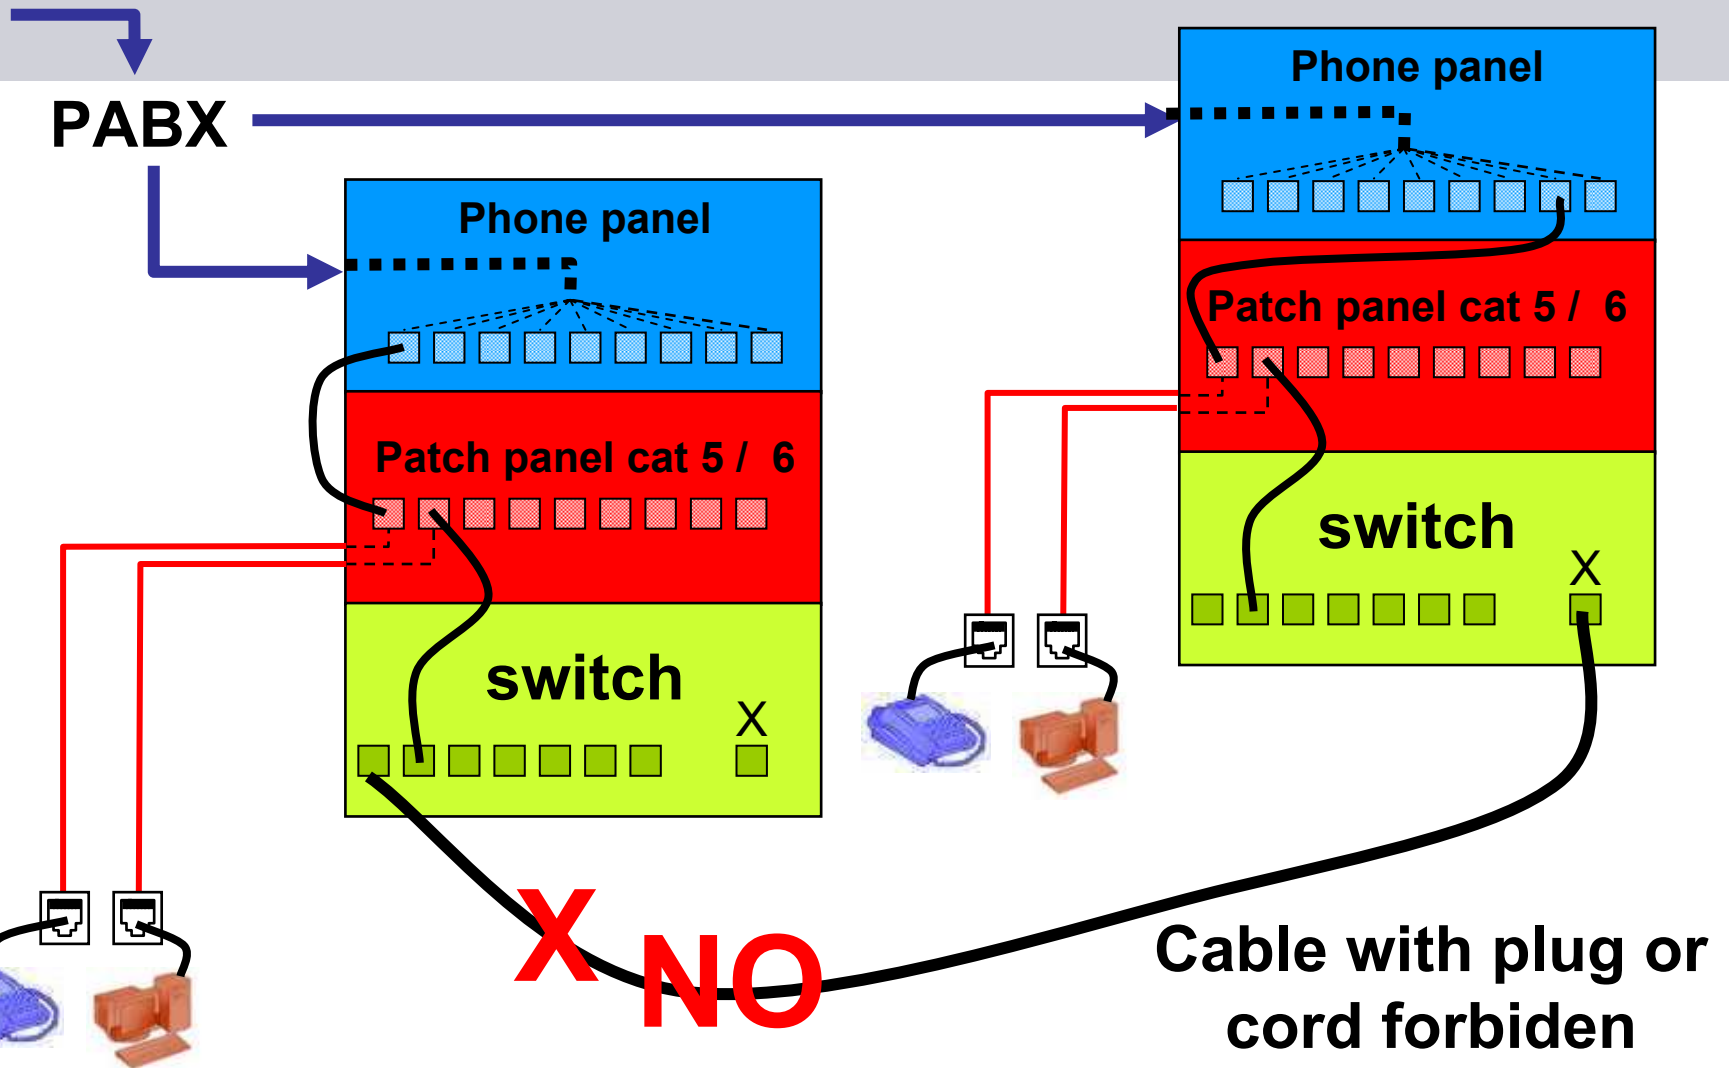 PABX
Phone panel
Patch panel cat 5 /  6
switch
X
Phone panel
Patch panel cat 5 /  6
switch
X
X
NO
Cable with plug or
cord forbiden